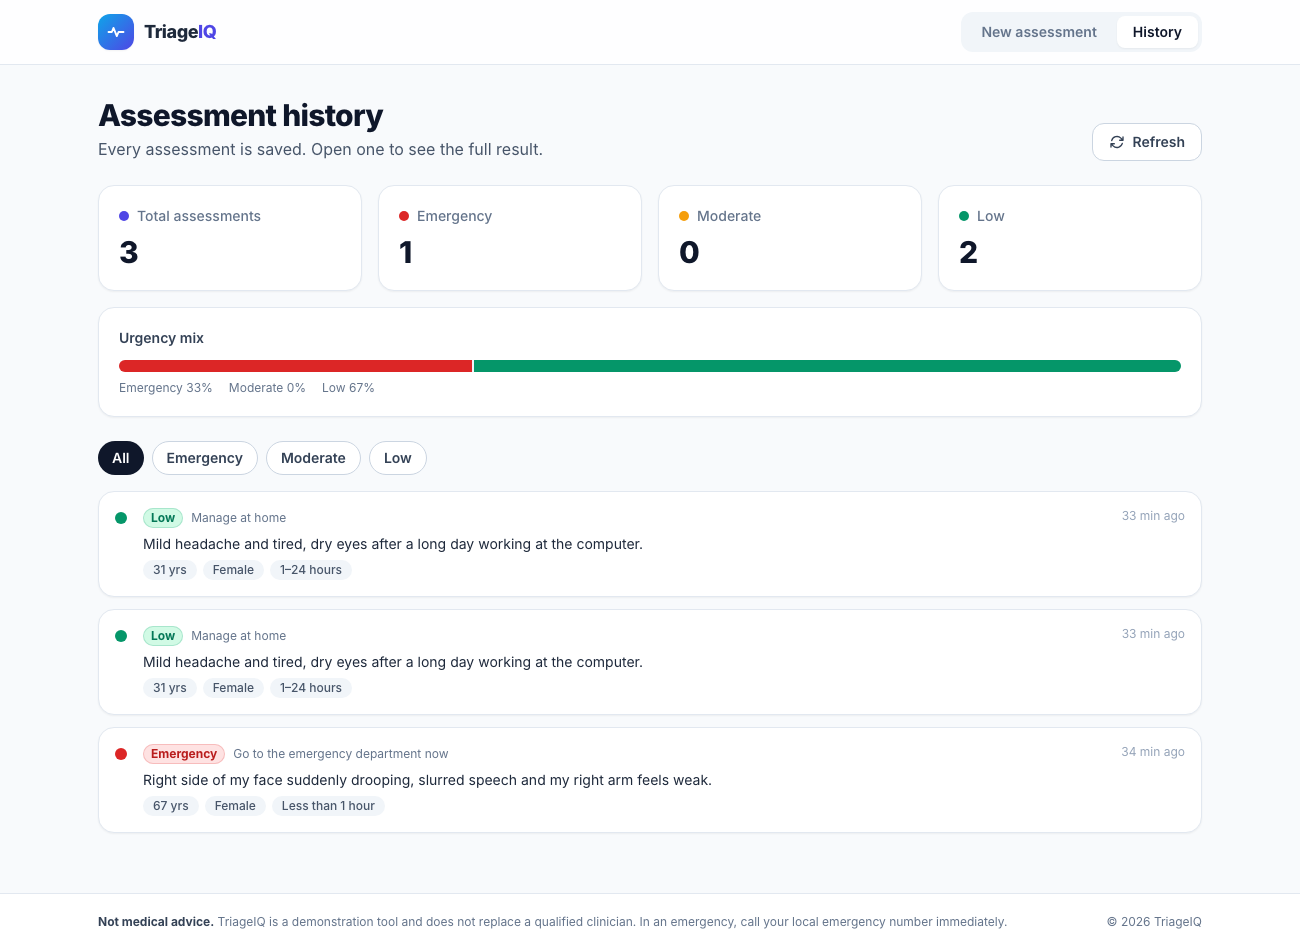 TriageIQ
New assessment
History
Assessment history
Every assessment is saved. Open one to see the full result.
Refresh
Total assessments
3
Emergency
1
Moderate
0
Low
2
Urgency mix
Emergency 33% Moderate 0% Low 67%
All
Emergency
Moderate
Low
Low Manage at home
33 min ago
Mild headache and tired, dry eyes after a long day working at the computer.
31 yrs Female 1–24 hours
Low Manage at home
33 min ago
Mild headache and tired, dry eyes after a long day working at the computer.
31 yrs Female 1–24 hours
Emergency Go to the emergency department now
34 min ago
Right side of my face suddenly drooping, slurred speech and my right arm feels weak.
67 yrs Female Less than 1 hour
Not medical advice. TriageIQ is a demonstration tool and does not replace a qualified clinician. In an emergency, call your local emergency number immediately.
© 2026 TriageIQ